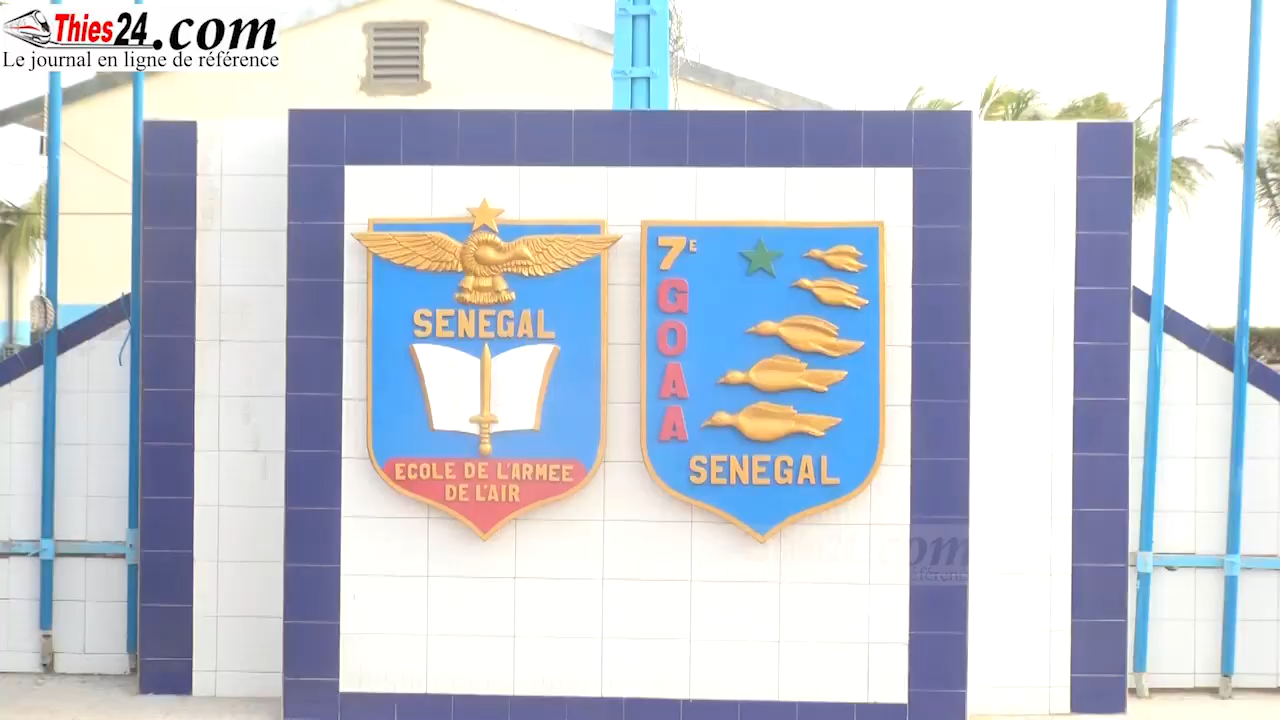 Thies24.com
Le journal en ligne de référence
SENEGAL
ECOLE DE L'ARMEE
DE L'AIR
7E
GOAA
SENEGAL